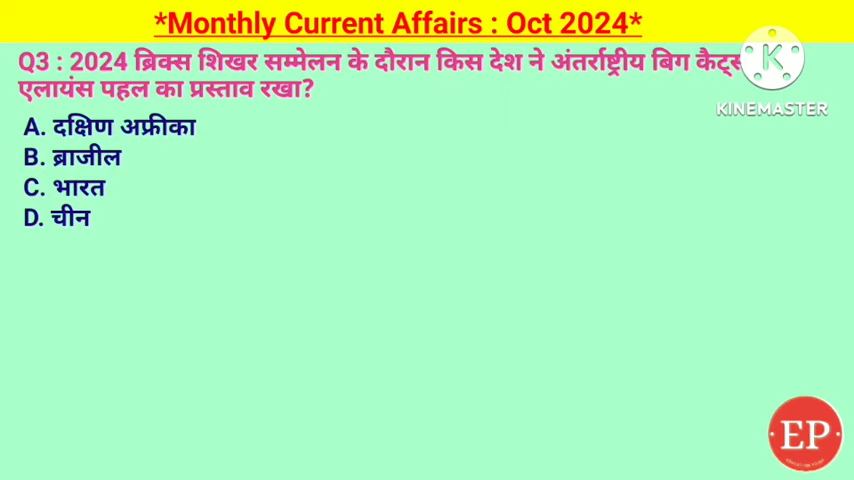 *Monthly Current Affairs : Oct 2024*
Q3 : 2024 ब्रिक्स शिखर सम्मेलन के दौरान किस देश ने अंतर्राष्ट्रीय बिग कैट्स
एलायंस पहल का प्रस्ताव रखा?
K
KINEMASTER
A. दक्षिण अफ्रीका
B. ब्राजील
C. भारत
D. चीन
EP